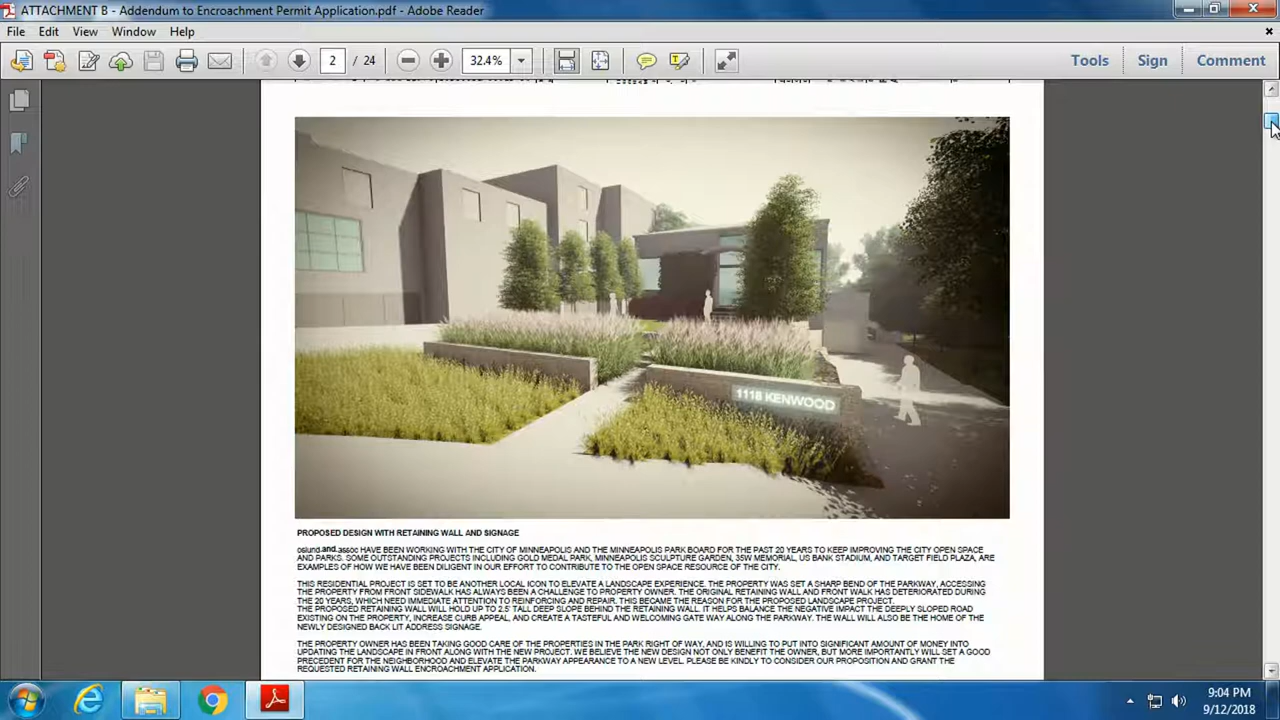 ATTACHMENT B - Addendum to Encroachment Permit Application.pdf - Adobe Reader
File Edit View Window Help
2 / 24 32.4% Tools Sign Comment
1118 KENWOOD
PROPOSED DESIGN WITH RETAINING WALL AND SIGNAGE
oslund.and.assoc HAVE BEEN WORKING WITH THE CITY OF MINNEAPOLIS AND THE MINNEAPOLIS PARK BOARD FOR THE PAST 20 YEARS TO KEEP IMPROVING THE CITY OPEN SPACE
AND PARKS. SOME OUTSTANDING PROJECTS INCLUDING GOLD MEDAL PARK, MINNEAPOLIS SCULPTURE GARDEN, 35W MEMORIAL, US BANK STADIUM, AND TARGET FIELD PLAZA, ARE
EXAMPLES OF HOW WE HAVE BEEN DILIGENT IN OUR EFFORT TO CONTRIBUTE TO THE OPEN SPACE RESOURCE OF THE CITY.
THIS RESIDENTIAL PROJECT IS SET TO BE ANOTHER LOCAL ICON TO ELEVATE A LANDSCAPE EXPERIENCE. THE PROPERTY WAS SET A SHARP BEND OF THE PARKWAY, ACCESSING
THE PROPERTY FROM FRONT SIDEWALK HAS ALWAYS BEEN A CHALLENGE TO PROPERTY OWNER. THE ORIGINAL RETAINING WALL AND FRONT WALK HAS DETERIORATED DURING
THE 20 YEARS, WHICH NEED IMMEDIATE ATTENTION TO REINFORCING AND REPAIR. THIS BECAME THE REASON FOR THE PROPOSED LANDSCAPE PROJECT.
THE PROPOSED RETAINING WALL WILL HOLD UP TO 2.5' TALL DEEP SLOPE BEHIND THE RETAINING WALL. IT HELPS BALANCE THE NEGATIVE IMPACT THE DEEPLY SLOPED ROAD
EXISTING ON THE PROPERTY, INCREASE CURB APPEAL, AND CREATE A TASTEFUL AND WELCOMING GATE WAY ALONG THE PARKWAY. THE WALL WILL ALSO BE THE HOME OF THE
NEWLY DESIGNED BACK LIT ADDRESS SIGNAGE.
THE PROPERTY OWNER HAS BEEN TAKING GOOD CARE OF THE PROPERTIES IN THE PARK RIGHT OF WAY, AND IS WILLING TO PUT INTO SIGNIFICANT AMOUNT OF MONEY INTO
UPDATING THE LANDSCAPE IN FRONT ALONG WITH THE NEW PROJECT. WE BELIEVE THE NEW DESIGN NOT ONLY BENEFIT THE OWNER, BUT MORE IMPORTANTLY WILL SET A GOOD
PRECEDENT FOR THE NEIGHBORHOOD AND ELEVATE THE PARKWAY APPEARANCE TO A NEW LEVEL. PLEASE BE KINDLY TO CONSIDER OUR PROPOSITION AND GRANT THE
REQUESTED RETAINING WALL ENCROACHMENT APPLICATION.
9:04 PM
9/12/2018